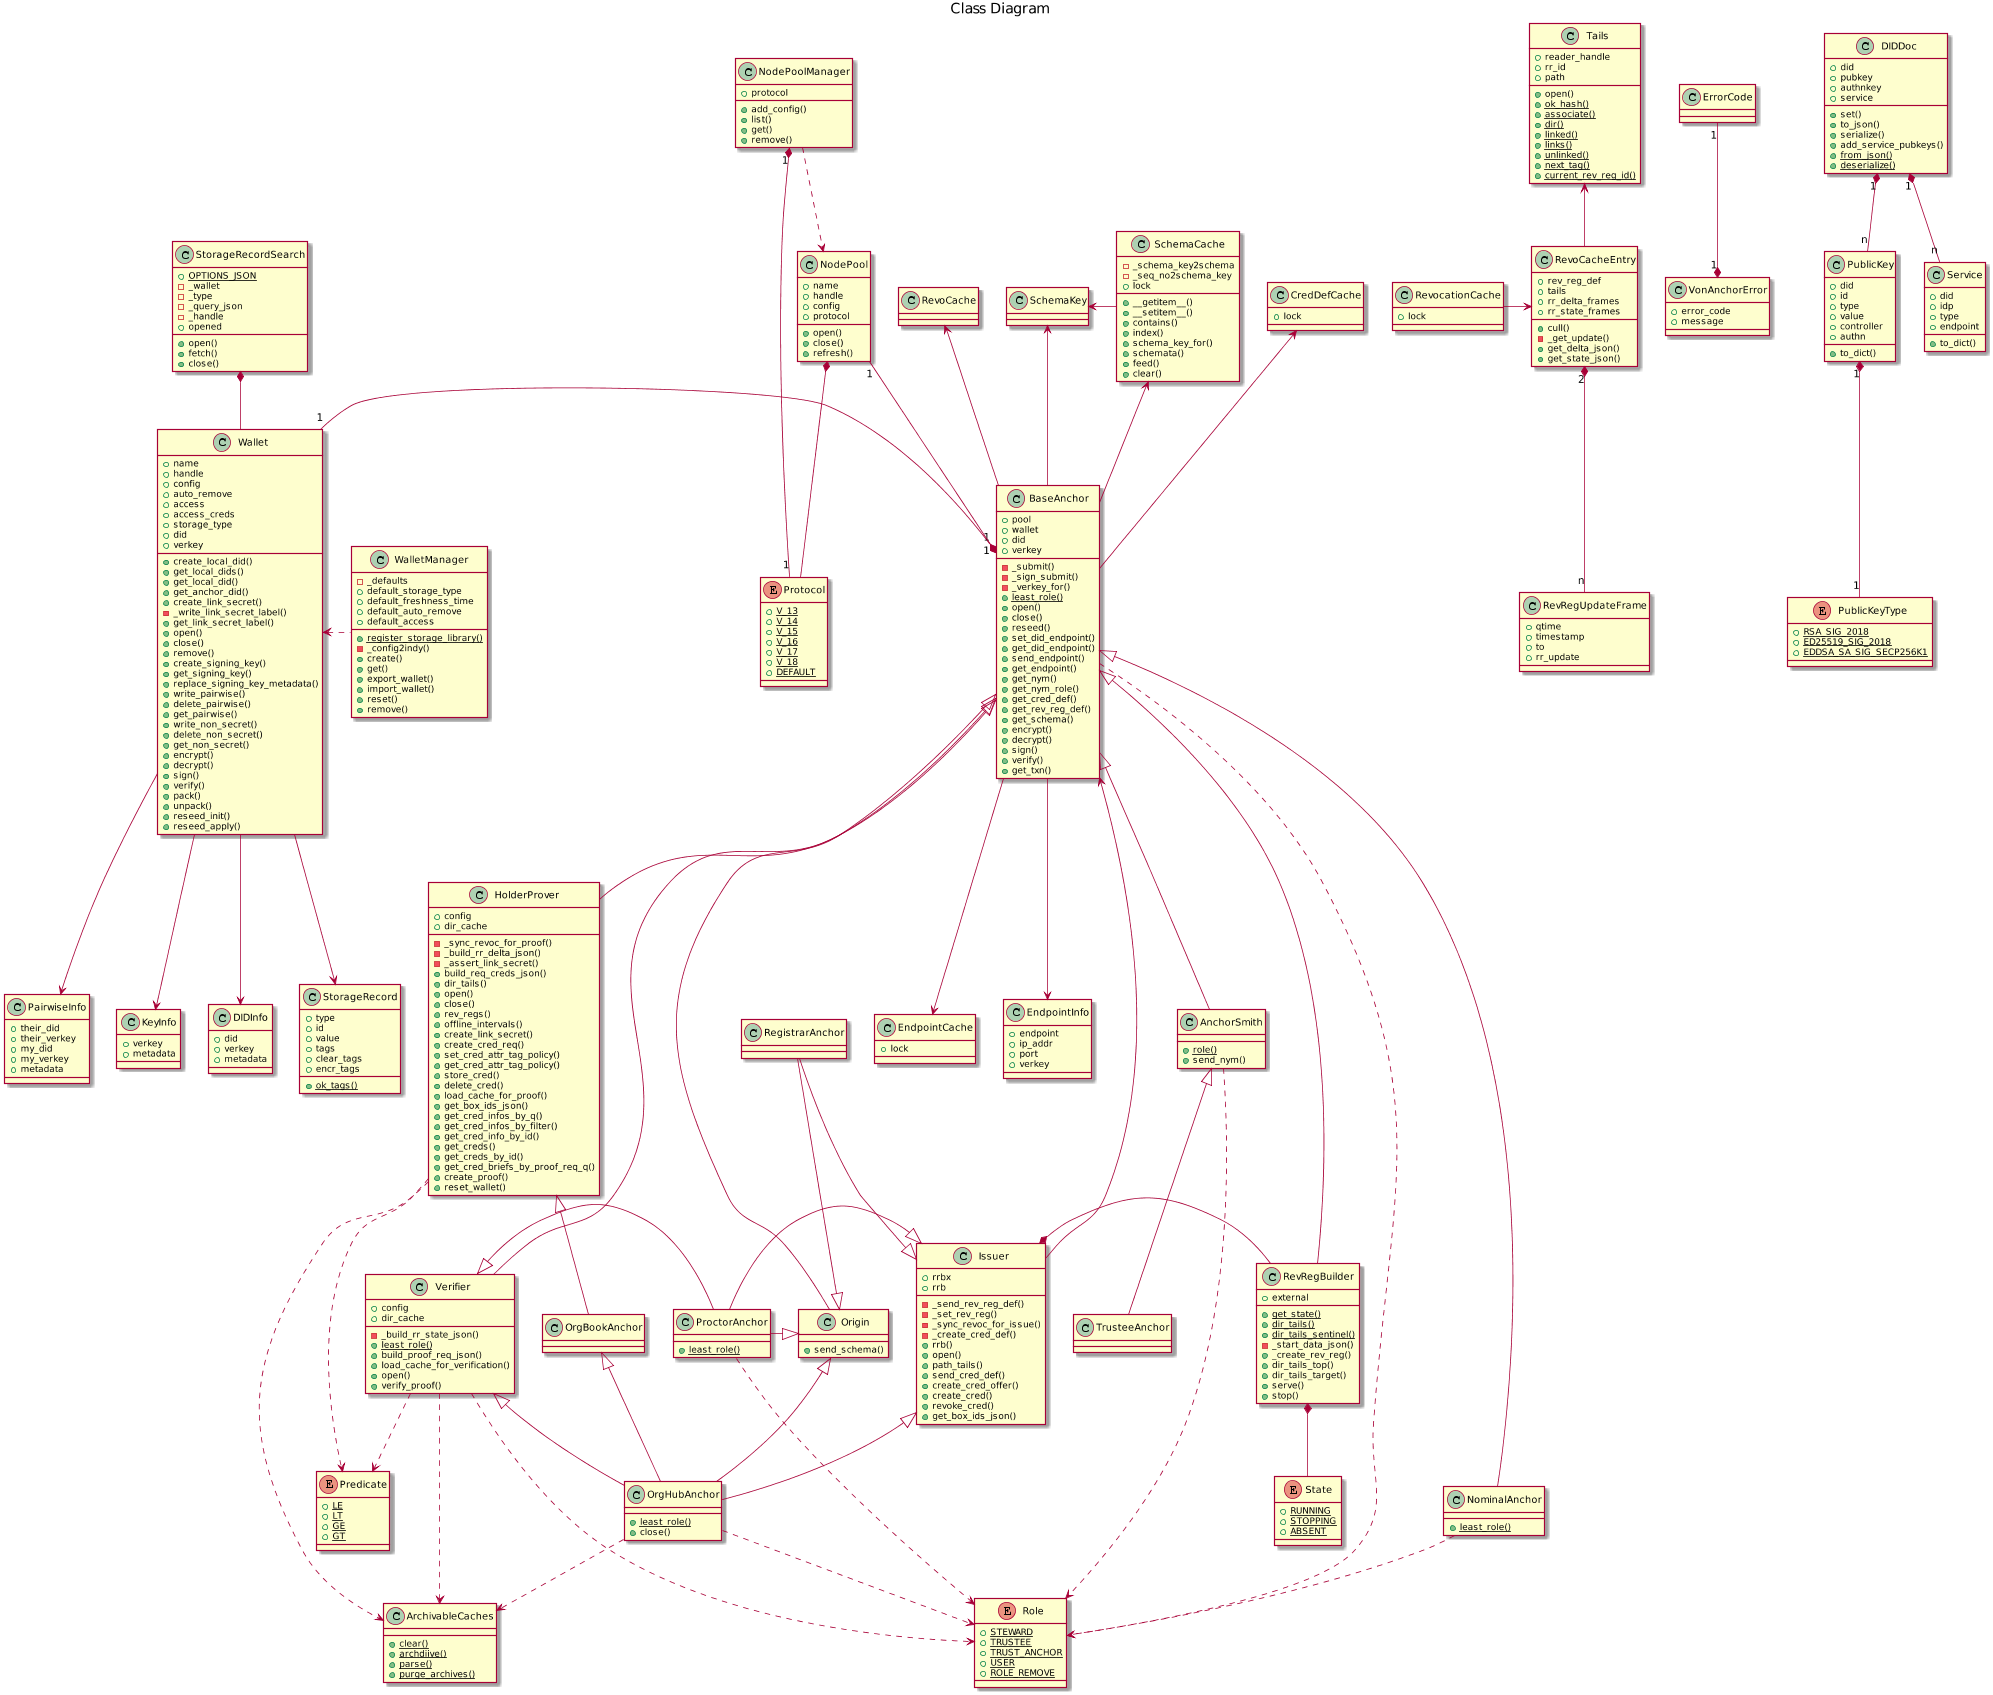 Class Diagram
C Tails
reader_handle
rr_id
path
open()
ok_hash()
associate()
dir()
linked()
links()
unlinked()
next_tag()
current_rev_reg_id()
C DIDDoc
did
pubkey
authnkey
service
set()
to_json()
serialize()
add_service_pubkeys()
from_json()
deserialize()
C NodePoolManager
protocol
add_config()
list()
get()
remove()
C ErrorCode
1
1
1
1
C StorageRecordSearch
OPTIONS_JSON
_wallet
_type
_query_json
_handle
opened
open()
fetch()
close()
C NodePool
name
handle
config
protocol
open()
close()
refresh()
1
C RevoCache
C SchemaKey
C SchemaCache
_schema_key2schema
_seq_no2schema_key
lock
__getitem__()
__setitem__()
contains()
index()
schema_key_for()
schemata()
feed()
clear()
C CredDefCache
lock
C RevocationCache
lock
C RevoCacheEntry
rev_reg_def
tails
rr_delta_frames
rr_state_frames
cull()
_get_update()
get_delta_json()
get_state_json()
2
1
C VonAnchorError
error_code
message
n
C PublicKey
did
id
type
value
controller
authn
to_dict()
1
n
C Service
did
idp
type
endpoint
to_dict()
1
C Wallet
name
handle
config
auto_remove
access
access_creds
storage_type
did
verkey
create_local_did()
get_local_dids()
get_local_did()
get_anchor_did()
create_link_secret()
_write_link_secret_label()
get_link_secret_label()
open()
close()
remove()
create_signing_key()
get_signing_key()
replace_signing_key_metadata()
write_pairwise()
delete_pairwise()
get_pairwise()
write_non_secret()
delete_non_secret()
get_non_secret()
encrypt()
decrypt()
sign()
verify()
pack()
unpack()
reseed_init()
reseed_apply()
C WalletManager
_defaults
default_storage_type
default_freshness_time
default_auto_remove
default_access
register_storage_library()
_config2indy()
create()
get()
export_wallet()
import_wallet()
reset()
remove()
1
E Protocol
V_13
V_14
V_15
V_16
V_17
V_18
DEFAULT
1
1
C BaseAnchor
pool
wallet
did
verkey
_submit()
_sign_submit()
_verkey_for()
least_role()
open()
close()
reseed()
set_did_endpoint()
get_did_endpoint()
send_endpoint()
get_endpoint()
get_nym()
get_nym_role()
get_cred_def()
get_rev_reg_def()
get_schema()
encrypt()
decrypt()
sign()
verify()
get_txn()
n
C RevRegUpdateFrame
qtime
timestamp
to
rr_update
1
E PublicKeyType
RSA_SIG_2018
ED25519_SIG_2018
EDDSA_SA_SIG_SECP256K1
C HolderProver
config
dir_cache
_sync_revoc_for_proof()
_build_rr_delta_json()
_assert_link_secret()
build_req_creds_json()
dir_tails()
open()
close()
rev_regs()
offline_intervals()
create_link_secret()
create_cred_req()
set_cred_attr_tag_policy()
get_cred_attr_tag_policy()
store_cred()
delete_cred()
load_cache_for_proof()
get_box_ids_json()
get_cred_infos_by_q()
get_cred_infos_by_filter()
get_cred_info_by_id()
get_creds()
get_creds_by_id()
get_cred_briefs_by_proof_req_q()
create_proof()
reset_wallet()
C PairwiseInfo
their_did
their_verkey
my_did
my_verkey
metadata
C KeyInfo
verkey
metadata
C DIDInfo
did
verkey
metadata
C StorageRecord
type
id
value
tags
clear_tags
encr_tags
ok_tags()
C RegistrarAnchor
C EndpointCache
lock
C EndpointInfo
endpoint
ip_addr
port
verkey
C AnchorSmith
role()
send_nym()
C Verifier
config
dir_cache
_build_rr_state_json()
least_role()
build_proof_req_json()
load_cache_for_verification()
open()
verify_proof()
C OrgBookAnchor
C ProctorAnchor
least_role()
C Origin
send_schema()
C Issuer
rrbx
rrb
_send_rev_reg_def()
_set_rev_reg()
_sync_revoc_for_issue()
_create_cred_def()
rrb()
open()
path_tails()
send_cred_def()
create_cred_offer()
create_cred()
revoke_cred()
get_box_ids_json()
C TrusteeAnchor
C RevRegBuilder
external
get_state()
dir_tails()
dir_tails_sentinel()
_start_data_json()
_create_rev_reg()
dir_tails_top()
dir_tails_target()
serve()
stop()
E Predicate
LE
LT
GE
GT
C OrgHubAnchor
least_role()
close()
E State
RUNNING
STOPPING
ABSENT
C NominalAnchor
least_role()
C ArchivableCaches
clear()
archdiive()
parse()
purge_archives()
E Role
STEWARD
TRUSTEE
TRUST_ANCHOR
USER
ROLE_REMOVE